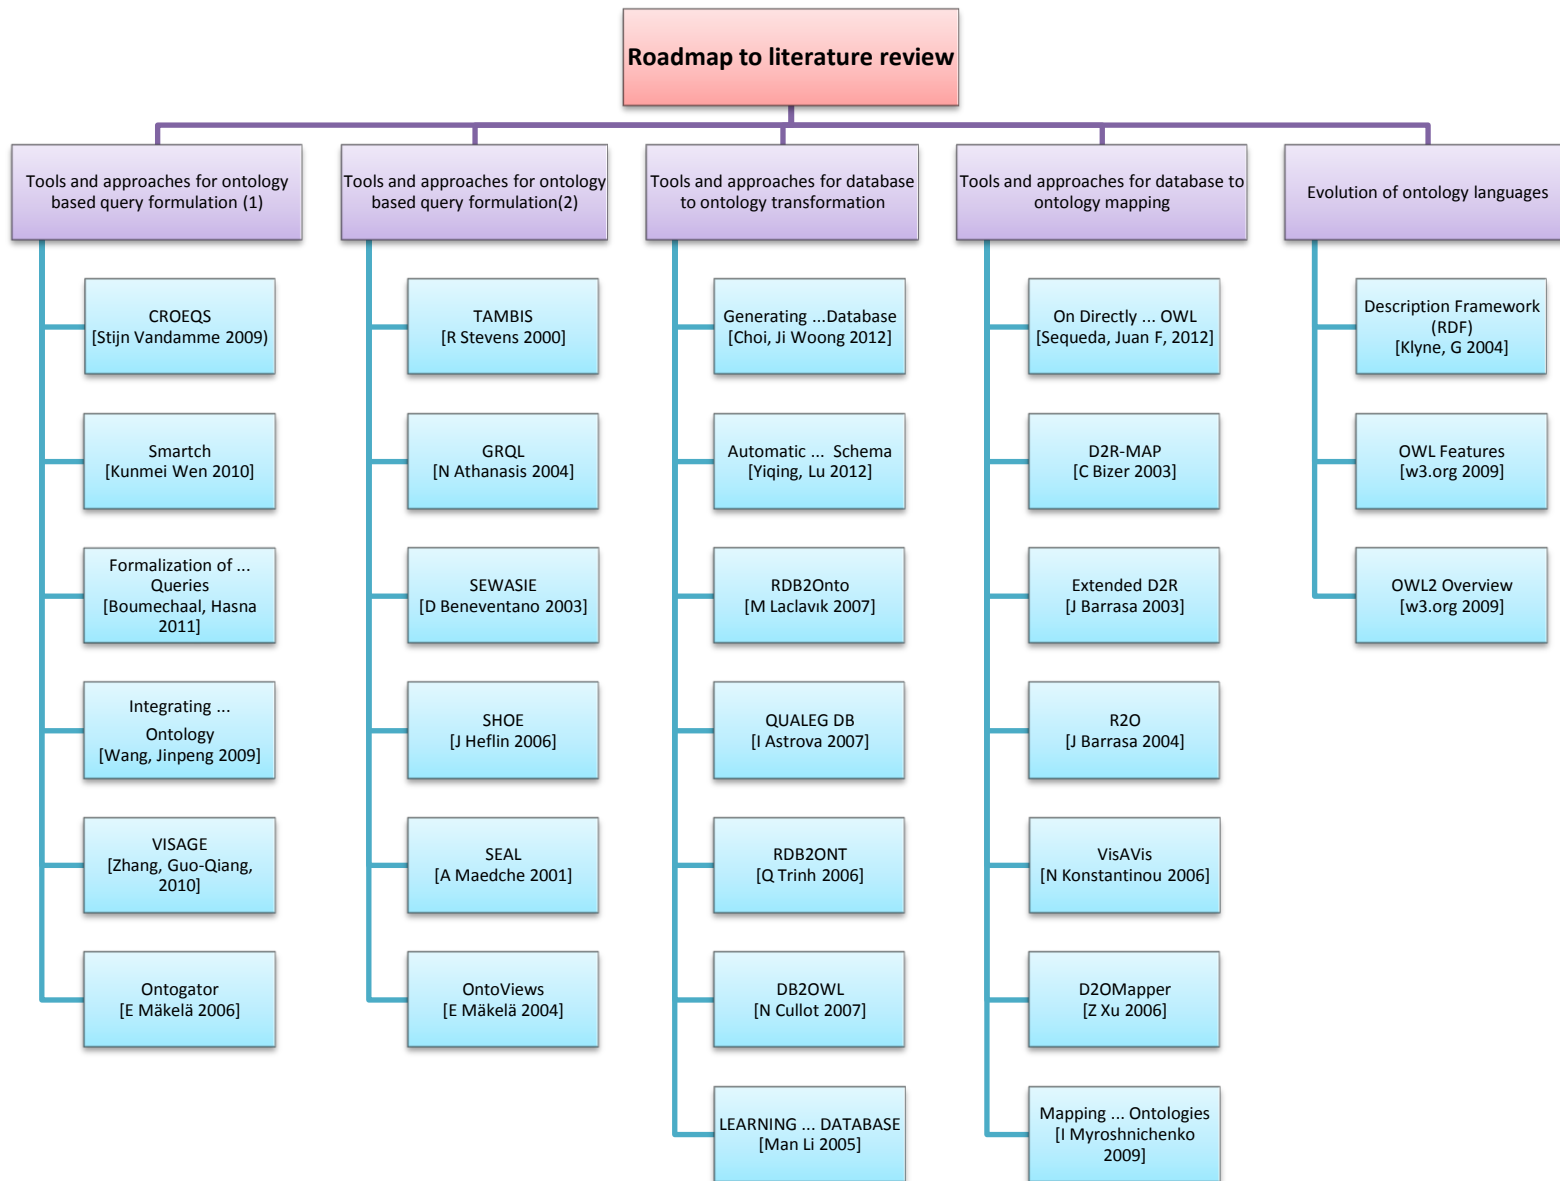 Roadmap to literature review
Tools and approaches for ontology
based query formulation (1)
CROEQS
[Stijn Vandamme 2009)
Smartch
[Kunmei Wen 2010]
Formalization of ...
Queries
[Boumechaal, Hasna
2011]
Integrating ...
Ontology
[Wang, Jinpeng 2009]
VISAGE
[Zhang, Guo-Qiang,
2010]
Ontogator
[E Mäkelä 2006]
Tools and approaches for ontology
based query formulation(2)
TAMBIS
[R Stevens 2000]
GRQL
[N Athanasis 2004]
SEWASIE
[D Beneventano 2003]
SHOE
[J Heflin 2006]
SEAL
[A Maedche 2001]
OntoViews
[E Mäkelä 2004]
Tools and approaches for database
to ontology transformation
Generating ...Database
[Choi, Ji Woong 2012]
Automatic ... Schema
[Yiqing, Lu 2012]
RDB2Onto
[M Laclavık 2007]
QUALEG DB
[I Astrova 2007]
RDB2ONT
[Q Trinh 2006]
DB2OWL
[N Cullot 2007]
LEARNING ... DATABASE
[Man Li 2005]
Tools and approaches for database to
ontology mapping
On Directly ... OWL
[Sequeda, Juan F, 2012]
D2R-MAP
[C Bizer 2003]
Extended D2R
[J Barrasa 2003]
R2O
[J Barrasa 2004]
VisAVis
[N Konstantinou 2006]
D2OMapper
[Z Xu 2006]
Mapping ... Ontologies
[I Myroshnichenko
2009]
Evolution of ontology languages
Description Framework
(RDF)
[Klyne, G 2004]
OWL Features
[w3.org 2009]
OWL2 Overview
[w3.org 2009]